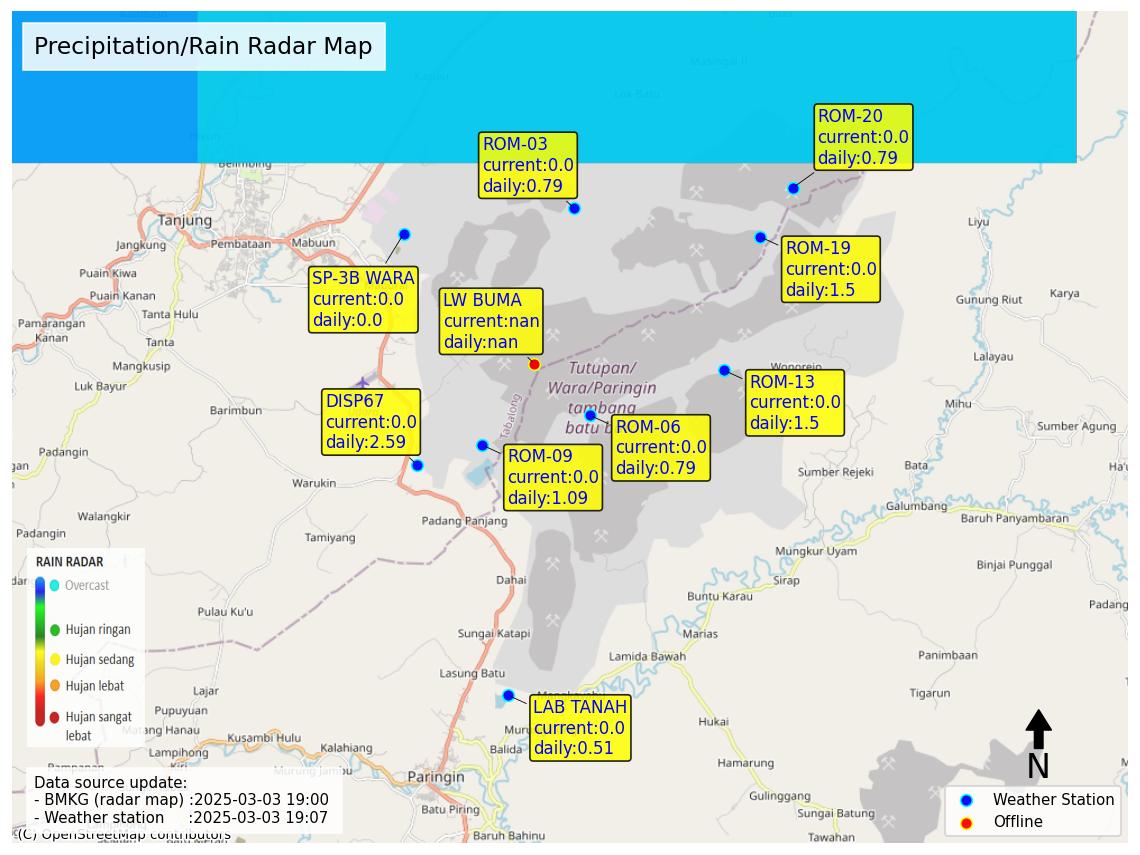 Precipitation/Rain Radar Map
Masingai II
Kapulu
Lok Batu
ROM-20
current:0.0
daily:0.79
ROM-03
current:0.0
daily:0.79
Belimbing
Tanjung
Liyu
Jangkung
Pembataan
Mabuun
ROM-19
current:0.0
daily:1.5
Puain Kiwa
SP-3B WARA
current:0.0
daily:0.0
LW BUMA
current:nan
daily:nan
Puain Kanan
Gunung Riut
Karya
Tanta Hulu
Pamarangan
Kanan
Tanta
Mangkusip
Lalayau
Luk Bayur
Tutupan/
Wara/Paringin
tambang
batu b
Wonorejo
ROM-13
current:0.0
daily:1.5
DISP67
current:0.0
daily:2.59
Barimbun
Mihu
Tabalong
ROM-06
current:0.0
daily:0.79
Sumber Agung
Padangin
ROM-09
current:0.0
daily:1.09
Bata
Sumber Rejeki
Warukin
Galumbang
Walangkir
Padang Panjang
Baruh Panyambaran
Padangin
Tamiyang
Mungkur Uyam
Binjai Punggal
RAIN RADAR
Overcast
Hujan ringan
Hujan sedang
Hujan lebat
Hujan sangat
lebat
Dahai
Sirap
Buntu Karau
Padang
Pulau Ku'u
Sungai Katapi
Marias
Lamida Bawah
Panimbaan
Lasung Batu
Lajar
Tigarun
Pupuyuan
LAB TANAH
current:0.0
daily:0.51
Matang Hanau
Hukai
Kusambi Hulu
Lampihong
Kalahiang
Balida
Hamarung
Murung Jambu
Paringin
N
Data source update:
- BMKG (radar map) :2025-03-03 19:00
- Weather station :2025-03-03 19:07
Gulinggang
Weather Station
Offline
Batu Piring
Sungai Batung
(C) OpenStreetMap contributors
Baruh Bahinu
Tawahan